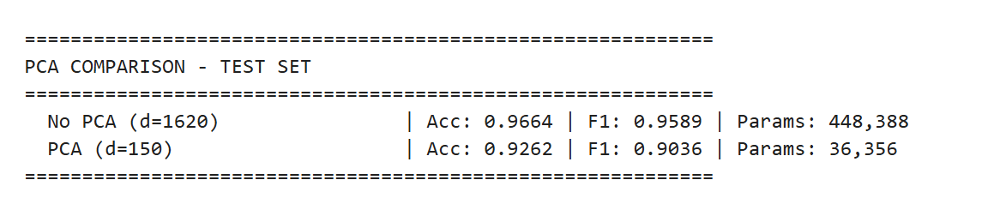 ============================================================
PCA COMPARISON - TEST SET
============================================================
  No PCA (d=1620)                | Acc: 0.9664 | F1: 0.9589 | Params: 448,388
  PCA (d=150)                    | Acc: 0.9262 | F1: 0.9036 | Params: 36,356
============================================================